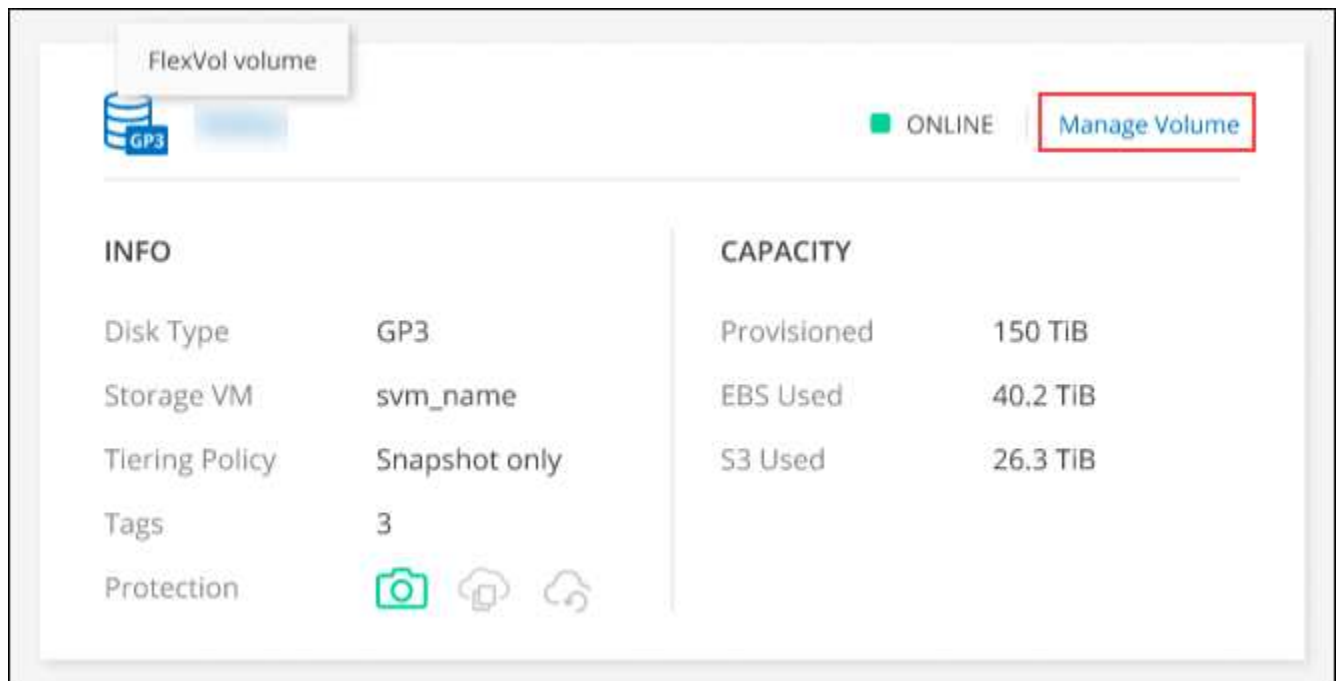 FlexVol volume
GP3
ONLINE
Manage Volume
INFO
Disk Type GP3
Storage VM svm_name
Tiering Policy Snapshot only
Tags 3
Protection
CAPACITY
Provisioned 150 TiB
EBS Used 40.2 TiB
S3 Used 26.3 TiB